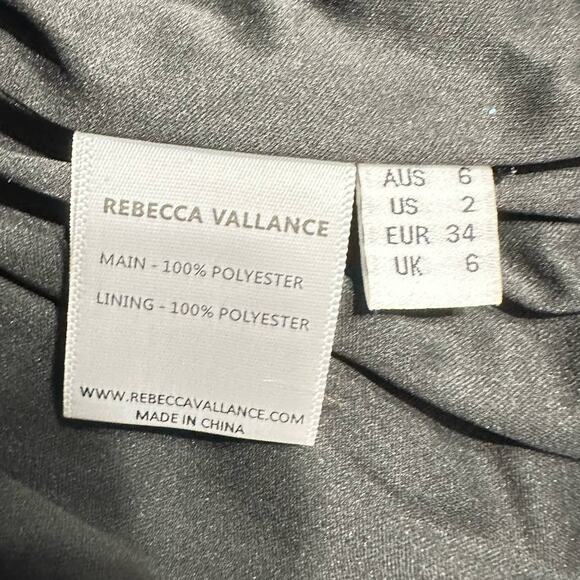 REBECCA VALLANCE
MAIN - 100% POLYESTER
LINING - 100% POLYESTER
WWW.REBECCAVALLANCE.COM
MADE IN CHINA
AUS 6
US 2
EUR 34
UK 6